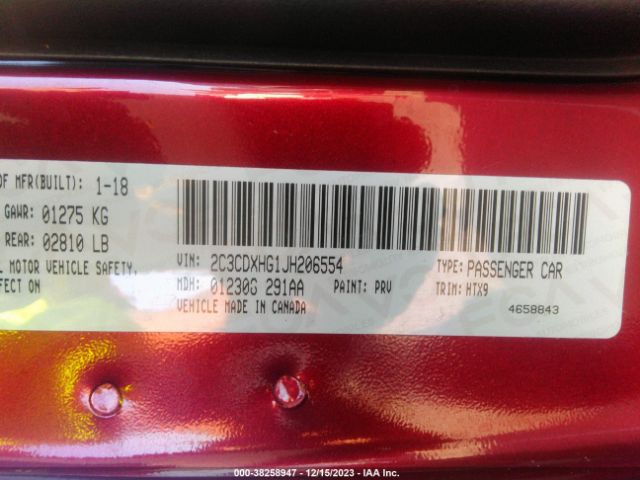 OF MFR(BUILT): 1-18
GAWR: 01275 KG
REAR: 02810 LB
MOTOR VEHICLE SAFETY,
EFFECT ON
VIN: 2C3CDXHG1JH206554
TYPE: PASSENGER CAR
MDH: 012306 291AA
PAINT: PRV
TRIM: HTX9
VEHICLE MADE IN CANADA
4658843
000-38258947 - 12/15/2023 - IAA Inc.